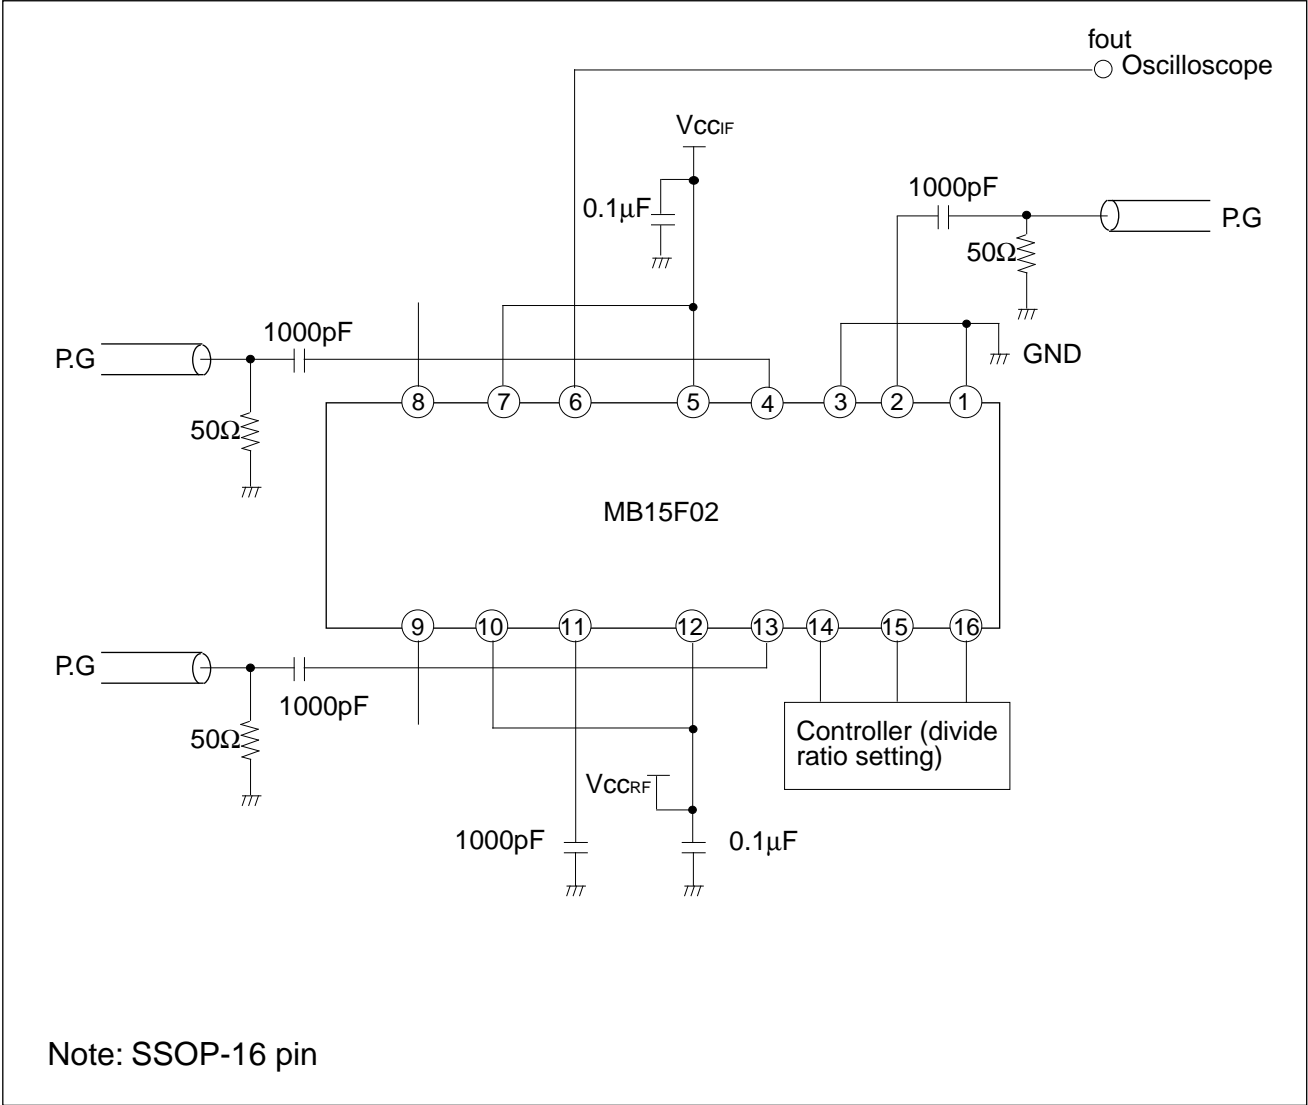 fout
Oscilloscope
VccIF
0.1μF
1000pF
P.G
50Ω
1000pF
P.G
GND
50Ω
8 7 6 5 4 3 2 1
MB15F02
9 10 11 12 13 14 15 16
P.G
1000pF
50Ω
Controller (divide
ratio setting)
VccRF
1000pF
0.1μF
Note: SSOP-16 pin